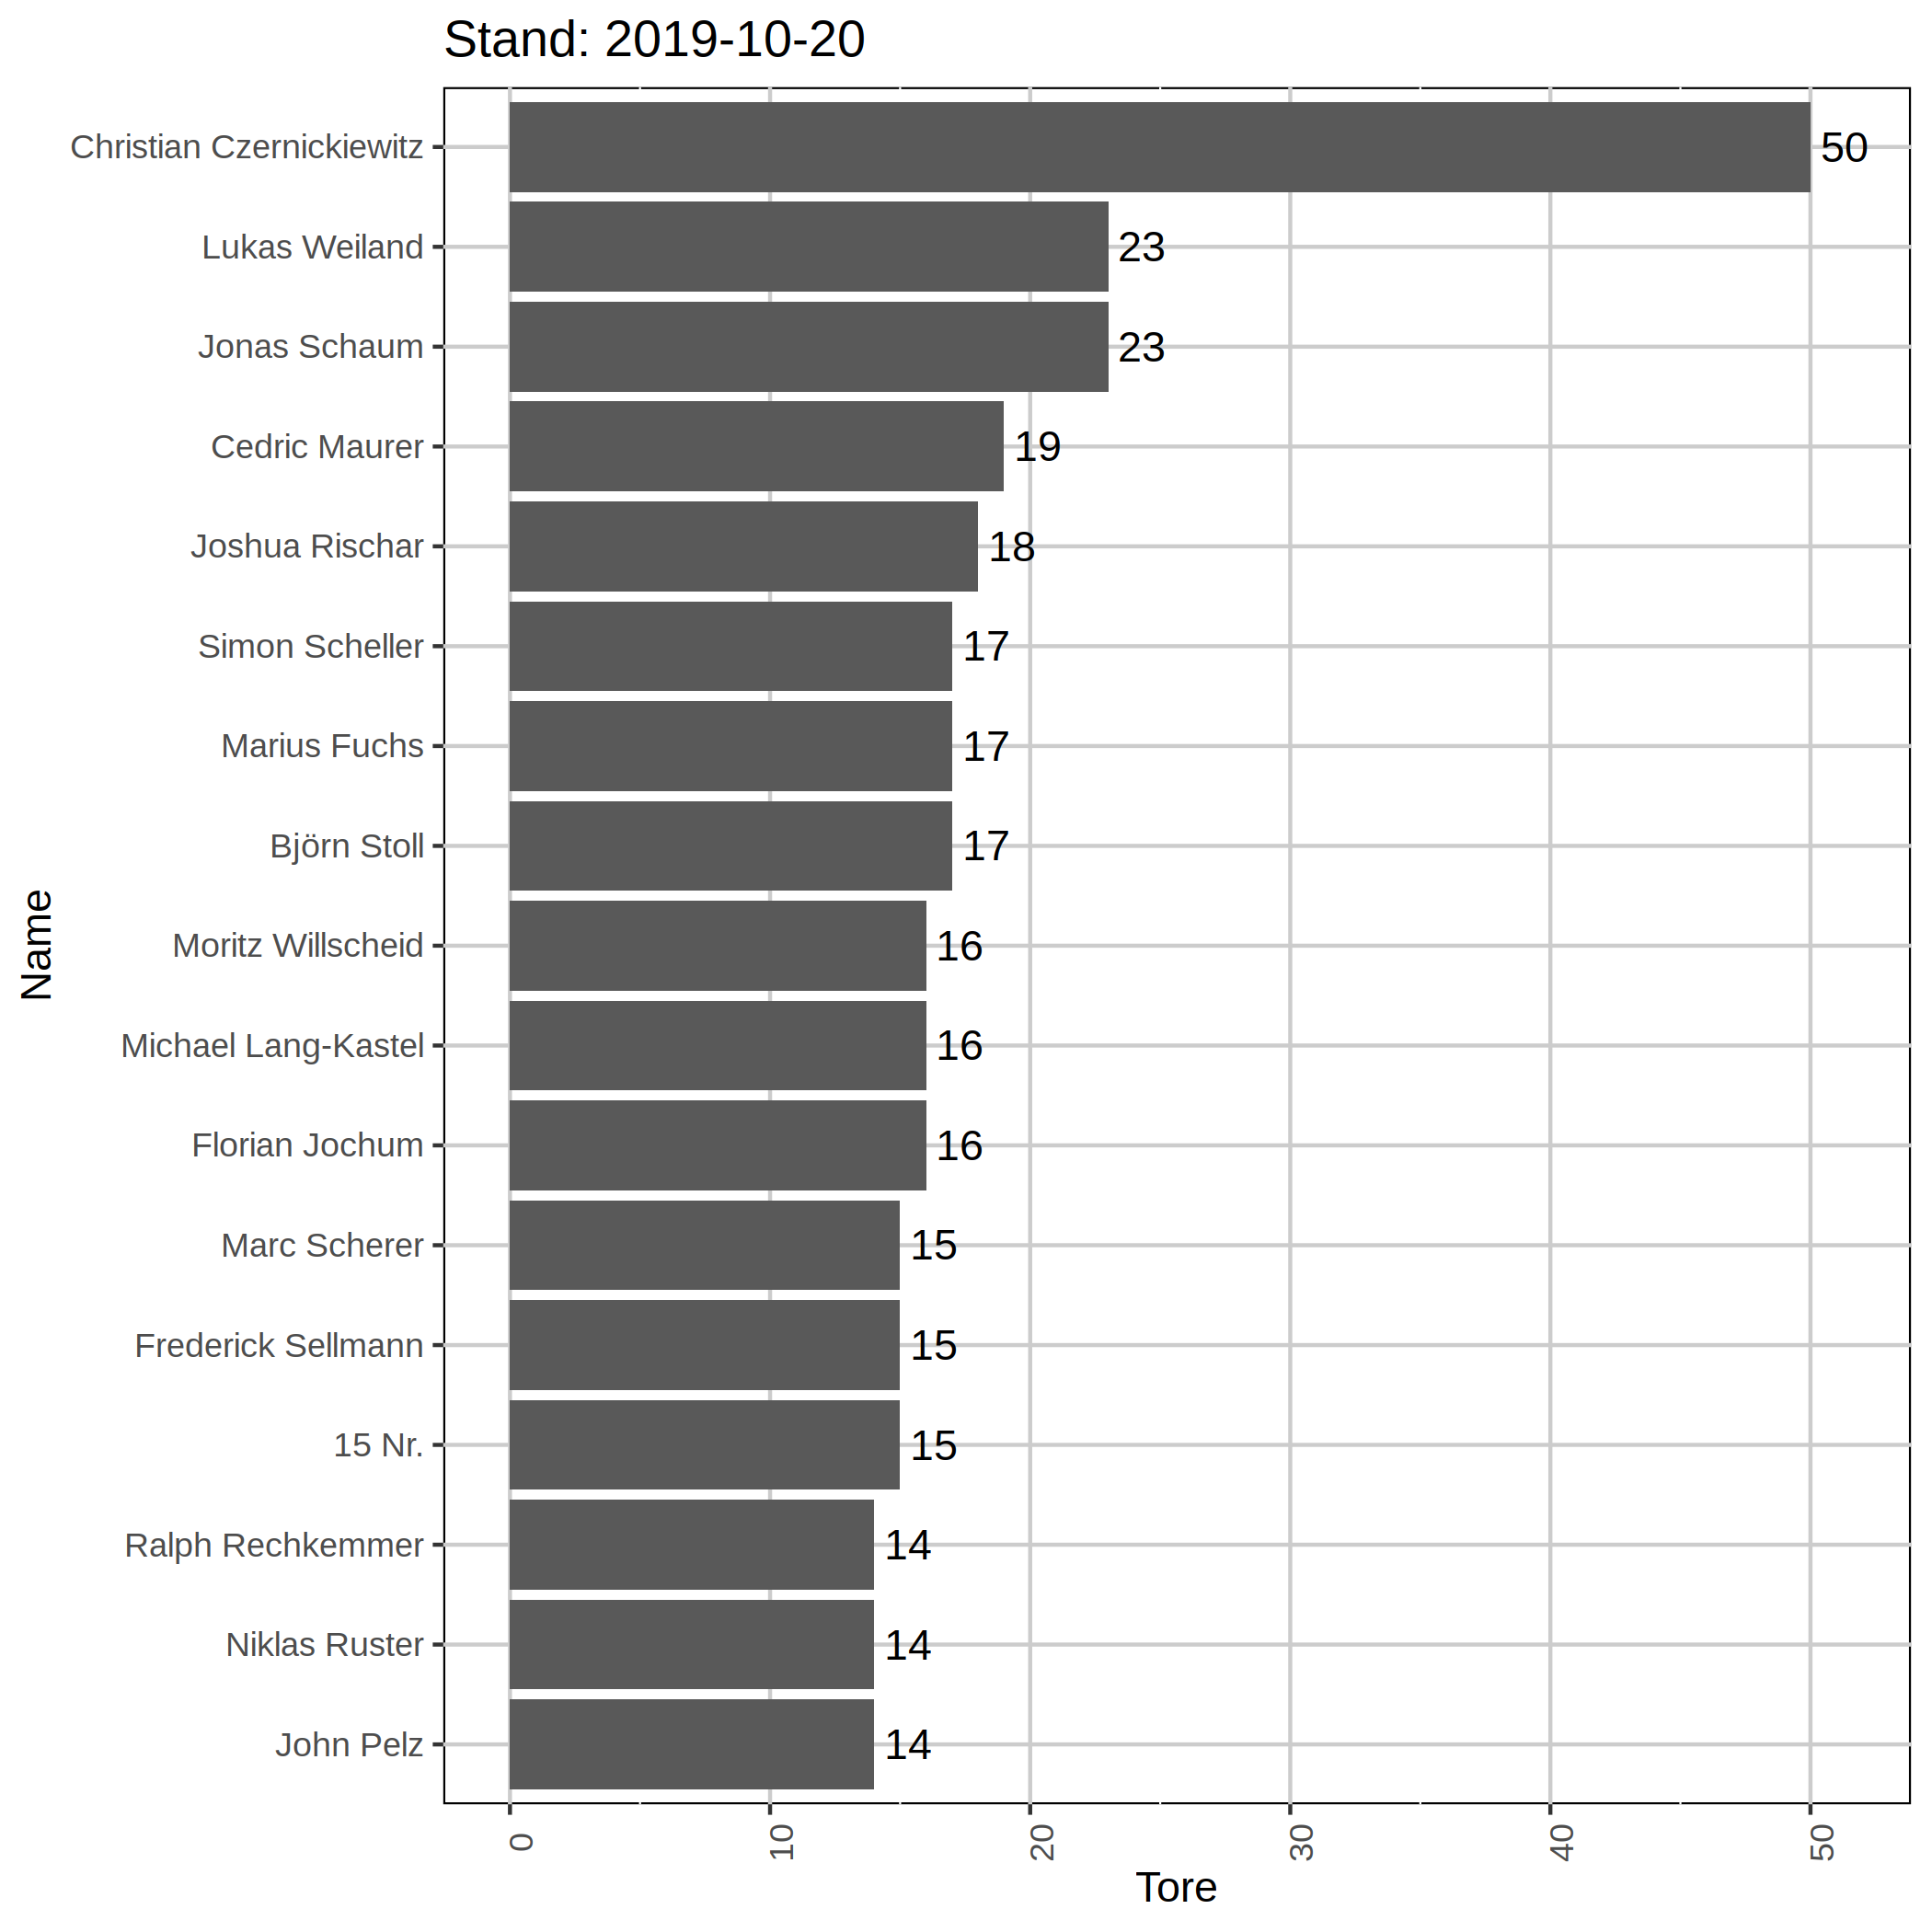 Stand: 2019-10-20
Christian Czernickiewitz 50
Lukas Weiland 23
Jonas Schaum 23
Cedric Maurer 19
Joshua Rischar 18
Simon Scheller 17
Marius Fuchs 17
Björn Stoll 17
Moritz Willscheid 16
Michael Lang-Kastel 16
Florian Jochum 16
Marc Scherer 15
Frederick Sellmann 15
15 Nr. 15
Ralph Rechkemmer 14
Niklas Ruster 14
John Pelz 14
Name
0 10 20 30 40 50
Tore